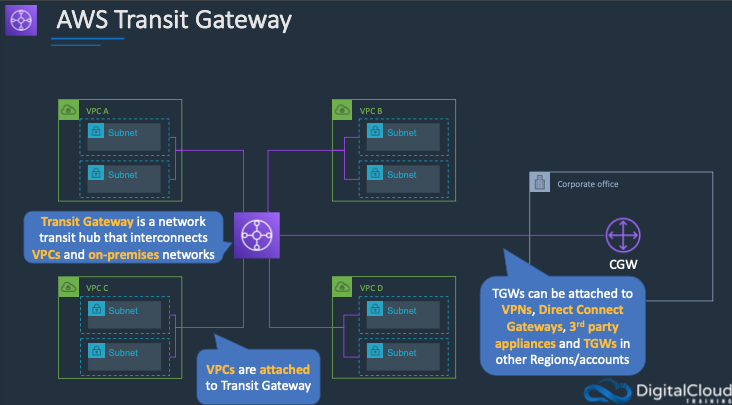 AWS Transit Gateway
VPC A
Subnet
Subnet
VPC B
Subnet
Subnet
Corporate office
Transit Gateway is a network
transit hub that interconnects
VPCs and on-premises networks
CGW
VPC C
Subnet
Subnet
VPC D
Subnet
Subnet
TGWs can be attached to
VPNs, Direct Connect
Gateways, 3rd party
appliances and TGWs in
other Regions/accounts
VPCs are attached
to Transit Gateway
DigitalCloud
TRAINING